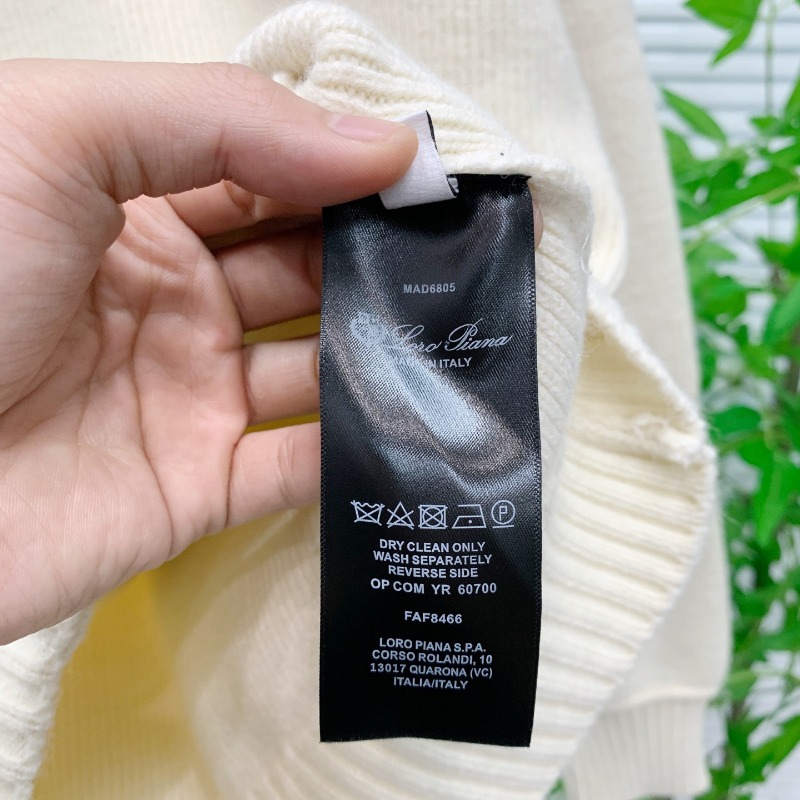 MAD6805
Loro Piana
IN ITALY
P
DRY CLEAN ONLY
WASH SEPARATELY
REVERSE SIDE
OP COM YR 60700
FAF8466
LORO PIANA S.P.A.
CORSO ROLANDI, 10
13017 QUARONA (VC)
ITALIA/ITALY